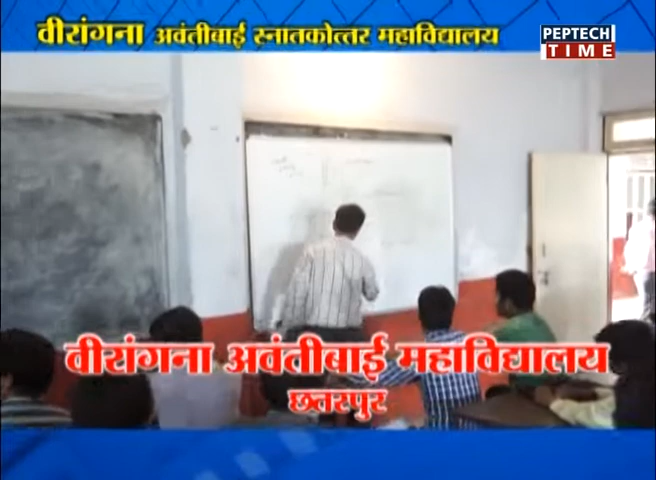 वीरांगना अवंतीबाई स्नातकोत्तर महाविद्यालय
PEPTECH
TIME
वीरांगना अवंतीबाई महाविद्यालय
छतरपुर